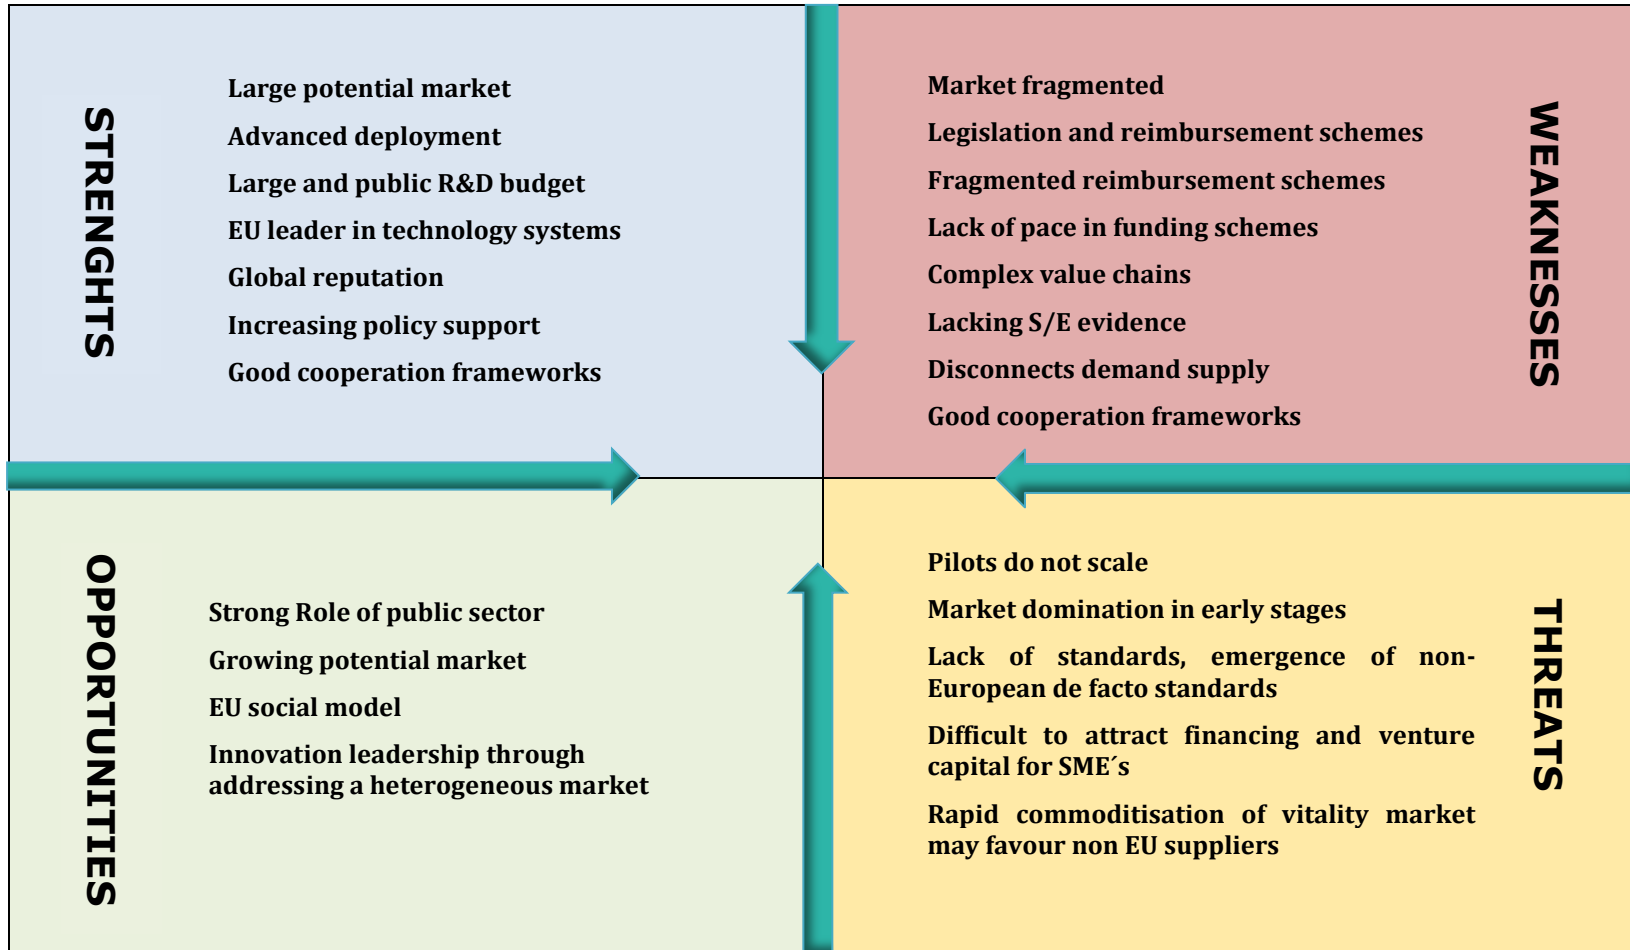 STRENGHTS
Large potential market
Advanced deployment
Large and public R&D budget
EU leader in technology systems
Global reputation
Increasing policy support
Good cooperation frameworks
WEAKNESSES
Market fragmented
Legislation and reimbursement schemes
Fragmented reimbursement schemes
Lack of pace in funding schemes
Complex value chains
Lacking S/E evidence
Disconnects demand supply
Good cooperation frameworks
OPPORTUNITIES
Strong Role of public sector
Growing potential market
EU social model
Innovation leadership through
addressing a heterogeneous market
THREATS
Pilots do not scale
Market domination in early stages
Lack of standards, emergence of non-
European de facto standards
Difficult to attract financing and venture
capital for SME´s
Rapid commoditisation of vitality market
may favour non EU suppliers